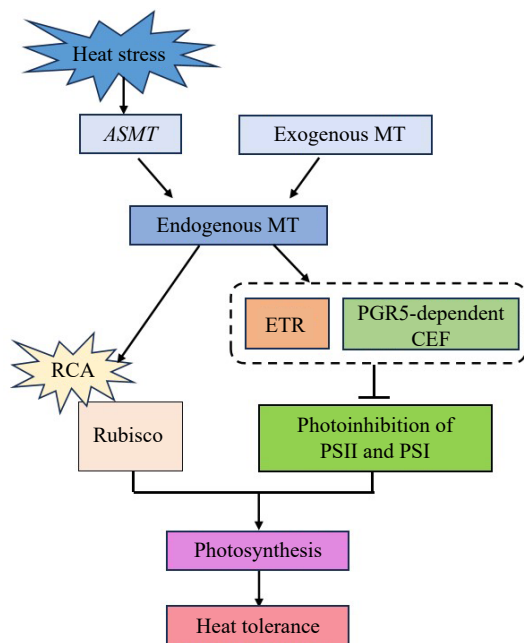 Heat stress
ASMT
Exogenous MT
Endogenous MT
ETR
PGR5-dependent
CEF
RCA
Rubisco
Photoinhibition of
PSII and PSI
Photosynthesis
Heat tolerance